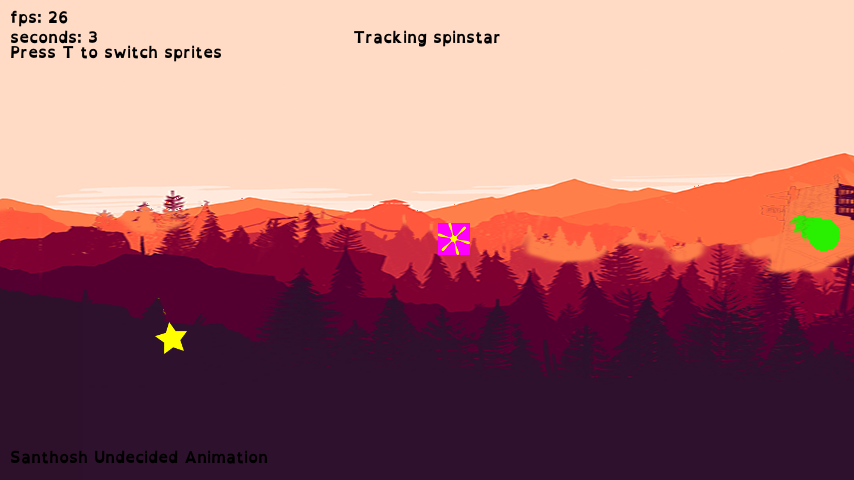 fps: 26
seconds: 3
Tracking spinstar
Press T to switch sprites
Santhosh Undecided Animation